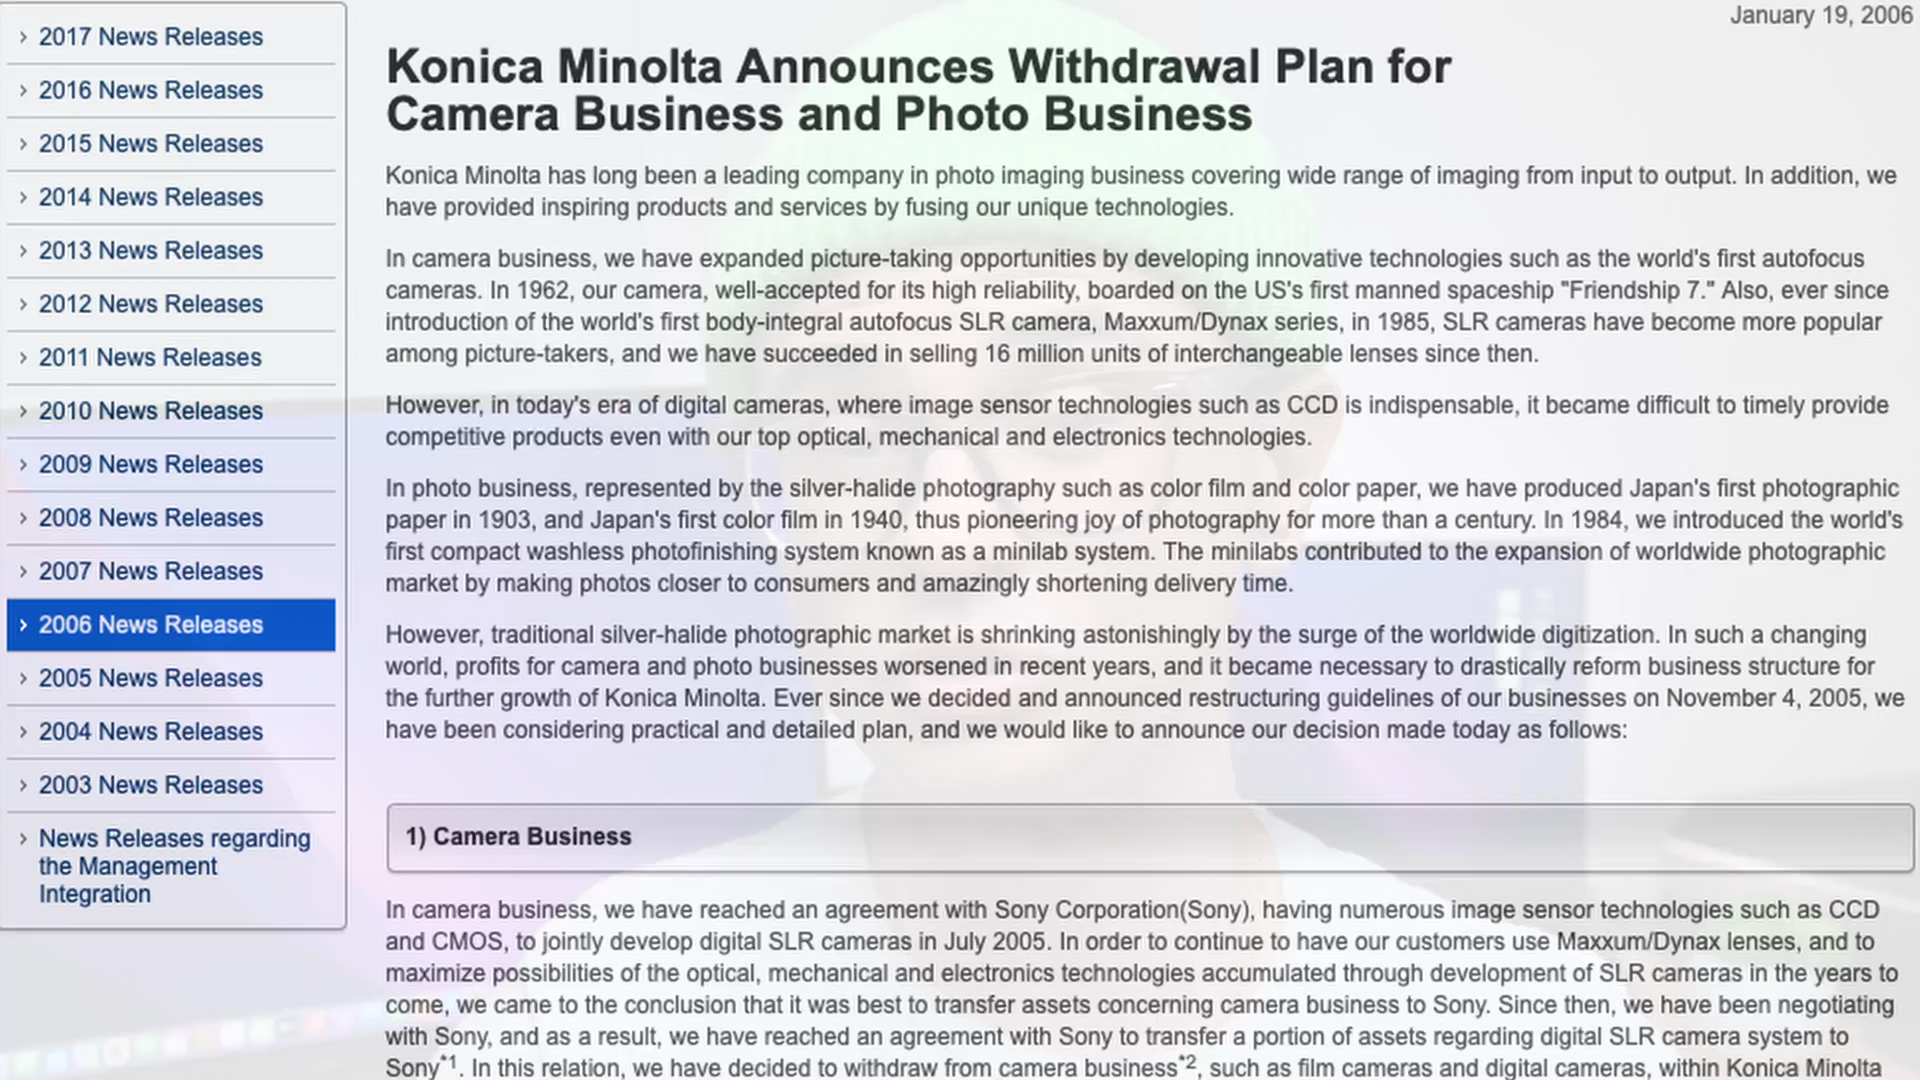 2017 News Releases
2016 News Releases
2015 News Releases
2014 News Releases
2013 News Releases
2012 News Releases
2011 News Releases
2010 News Releases
2009 News Releases
2008 News Releases
2007 News Releases
2006 News Releases
2005 News Releases
2004 News Releases
2003 News Releases
News Releases regarding
the Management
Integration
January 19, 2006
Konica Minolta Announces Withdrawal Plan for
Camera Business and Photo Business
Konica Minolta has long been a leading company in photo imaging business covering wide range of imaging from input to output. In addition, we
have provided inspiring products and services by fusing our unique technologies.
In camera business, we have expanded picture-taking opportunities by developing innovative technologies such as the world's first autofocus
cameras. In 1962, our camera, well-accepted for its high reliability, boarded on the US's first manned spaceship "Friendship 7." Also, ever since
introduction of the world's first body-integral autofocus SLR camera, Maxxum/Dynax series, in 1985, SLR cameras have become more popular
among picture-takers, and we have succeeded in selling 16 million units of interchangeable lenses since then.
However, in today's era of digital cameras, where image sensor technologies such as CCD is indispensable, it became difficult to timely provide
competitive products even with our top optical, mechanical and electronics technologies.
In photo business, represented by the silver-halide photography such as color film and color paper, we have produced Japan's first photographic
paper in 1903, and Japan's first color film in 1940, thus pioneering joy of photography for more than a century. In 1984, we introduced the world's
first compact washless photofinishing system known as a minilab system. The minilabs contributed to the expansion of worldwide photographic
market by making photos closer to consumers and amazingly shortening delivery time.
However, traditional silver-halide photographic market is shrinking astonishingly by the surge of the worldwide digitization. In such a changing
world, profits for camera and photo businesses worsened in recent years, and it became necessary to drastically reform business structure for
the further growth of Konica Minolta. Ever since we decided and announced restructuring guidelines of our businesses on November 4, 2005, we
have been considering practical and detailed plan, and we would like to announce our decision made today as follows:
1) Camera Business
In camera business, we have reached an agreement with Sony Corporation(Sony), having numerous image sensor technologies such as CCD
and CMOS, to jointly develop digital SLR cameras in July 2005. In order to continue to have our customers use Maxxum/Dynax lenses, and to
maximize possibilities of the optical, mechanical and electronics technologies accumulated through development of SLR cameras in the years to
come, we came to the conclusion that it was best to transfer assets concerning camera business to Sony. Since then, we have been negotiating
with Sony, and as a result, we have reached an agreement with Sony to transfer a portion of assets regarding digital SLR camera system to
Sony*1. In this relation, we have decided to withdraw from camera business*2, such as film cameras and digital cameras, within Konica Minolta